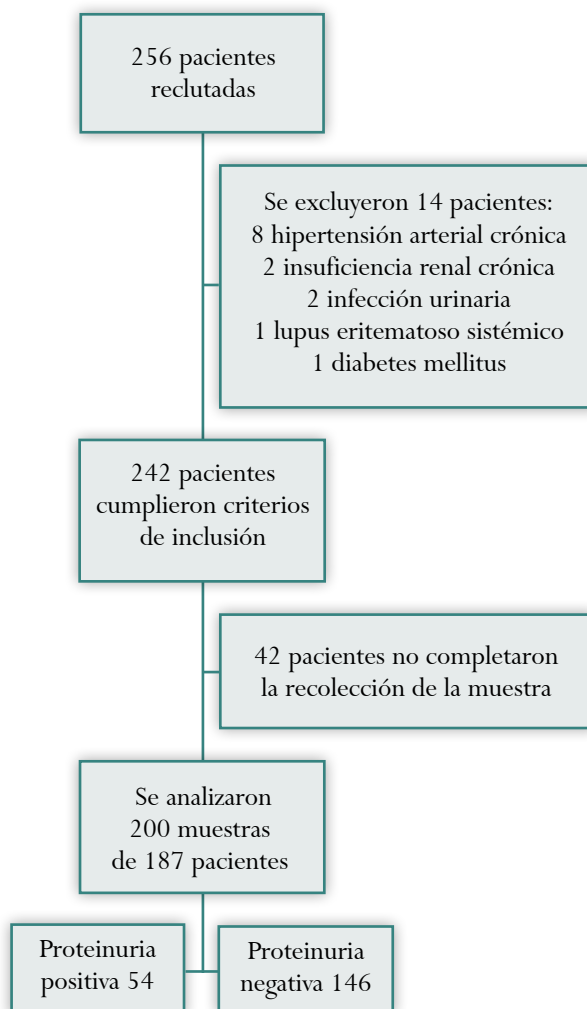 256 pacientes
reclutadas
Se excluyeron 14 pacientes:
8 hipertensión arterial crónica
2 insuficiencia renal crónica
2 infección urinaria
1 lupus eritematoso sistémico
1 diabetes mellitus
242 pacientes
cumplieron criterios
de inclusión
42 pacientes no completaron
la recolección de la muestra
Se analizaron
200 muestras
de 187 pacientes
Proteinuria
positiva 54
Proteinuria
negativa 146